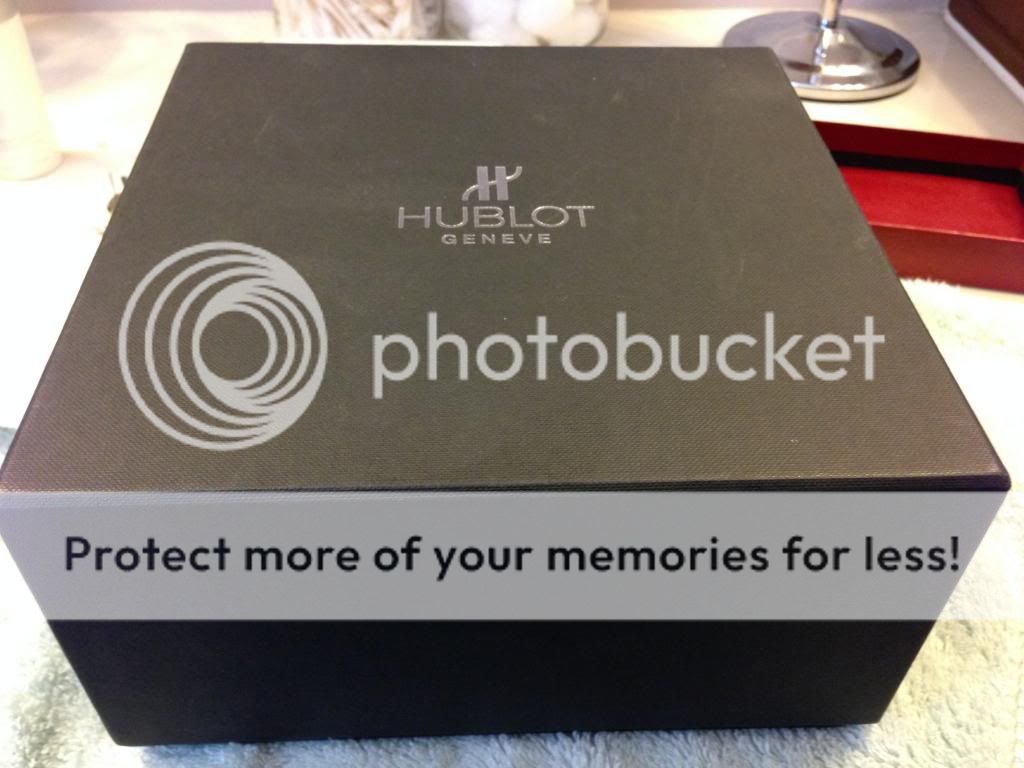 HUBLOT
GENEVE
photobucket
Protect more of your memories for less!